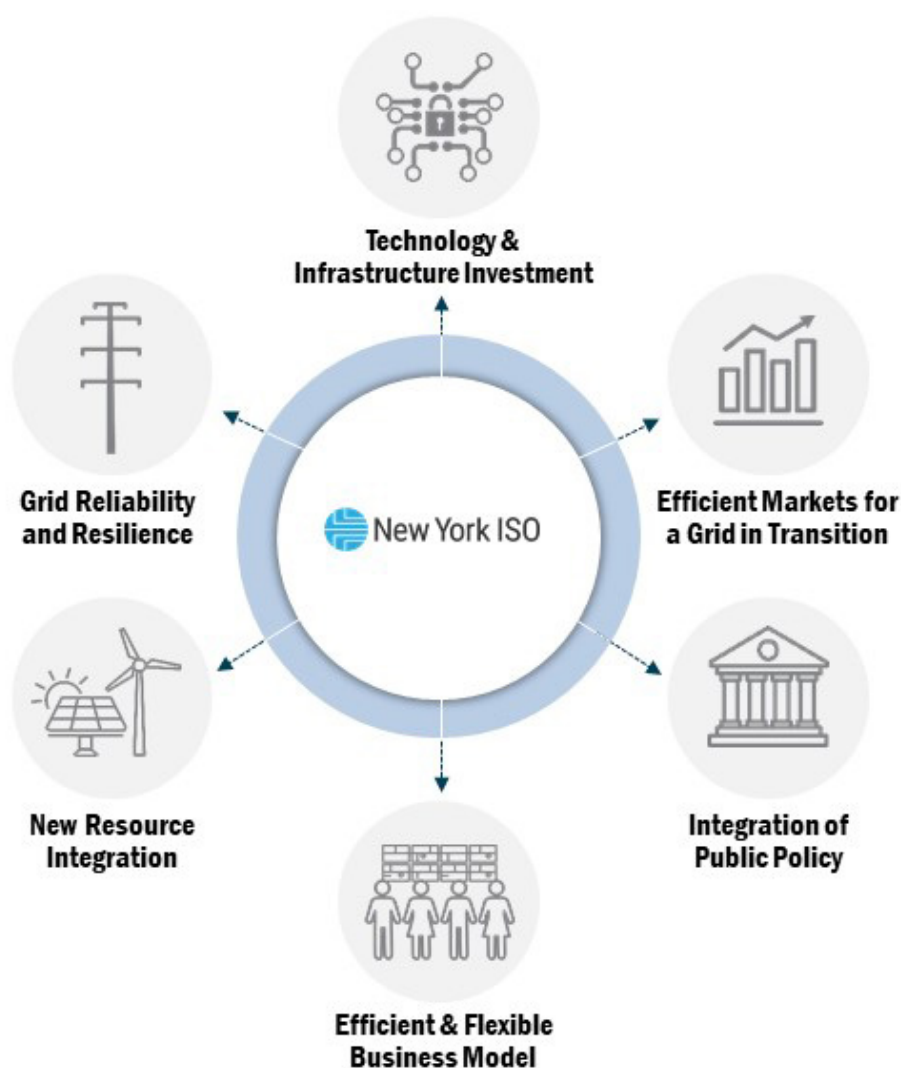 Technology &
Infrastructure Investment
Grid Reliability
and Resilience
Efficient Markets for
a Grid in Transition
New York ISO
New Resource
Integration
Integration of
Public Policy
Efficient & Flexible
Business Model